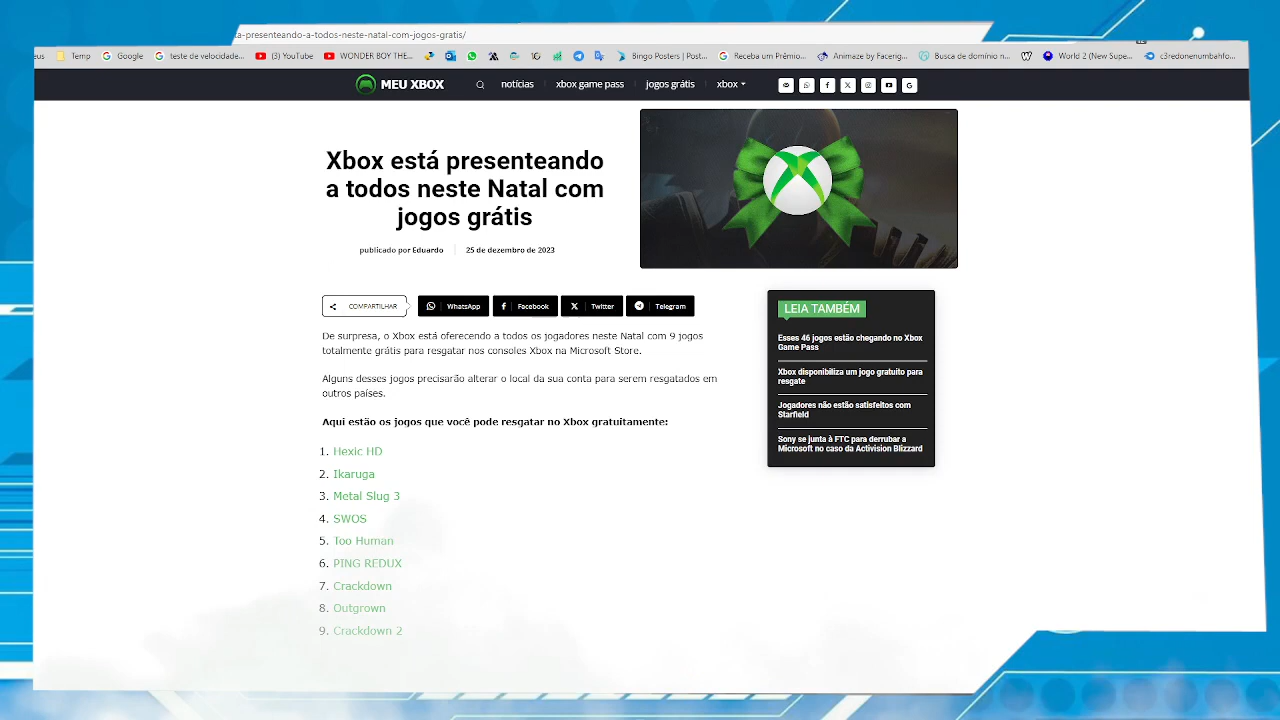 a-presenteando-a-todos-neste-natal-com-jogos-gratis/
eus Temp Google teste de velocidade... (3) YouTube WONDER BOY THE... Bingo Posters | Post... Receba um Prêmio... Animaze by Facerig... Busca de domínio n... World 2 (New Supe... c3redonenumbahfo...
MEU XBOX notícias xbox game pass jogos grátis xbox
Xbox está presenteando
a todos neste Natal com
jogos grátis
publicado por Eduardo 25 de dezembro de 2023
COMPARTILHAR WhatsApp Facebook Twitter Telegram
De surpresa, o Xbox está oferecendo a todos os jogadores neste Natal com 9 jogos
totalmente grátis para resgatar nos consoles Xbox na Microsoft Store.
Alguns desses jogos precisarão alterar o local da sua conta para serem resgatados em
outros países.
Aqui estão os jogos que você pode resgatar no Xbox gratuitamente:
1. Hexic HD
2. Ikaruga
3. Metal Slug 3
4. SWOS
5. Too Human
6. PING REDUX
7. Crackdown
8. Outgrown
9. Crackdown 2
LEIA TAMBÉM
Esses 46 jogos estão chegando no Xbox
Game Pass
Xbox disponibiliza um jogo gratuito para
resgate
Jogadores não estão satisfeitos com
Starfield
Sony se junta à FTC para derrubar a
Microsoft no caso da Activision Blizzard